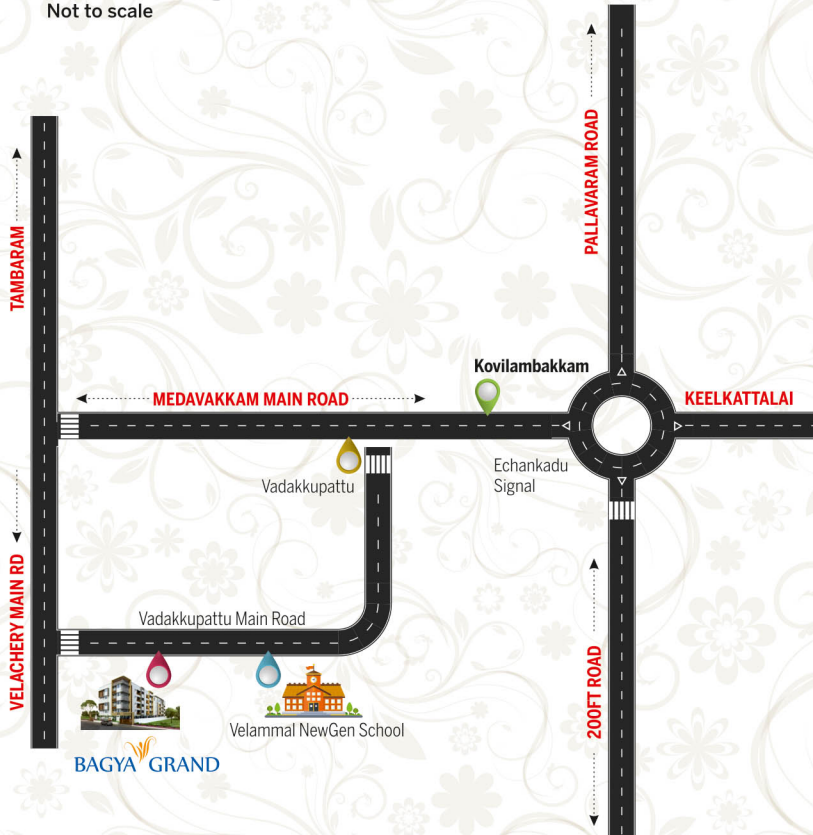 Not to scale
PALLAVARAM ROAD
TAMBARAM
Kovilambakkam
MEDAVAKKAM MAIN ROAD
KEELKATTALAI
Echankadu
Signal
Vadakkupattu
VELACHERY MAIN RD
Vadakkupattu Main Road
200FT ROAD
Velammal NewGen School
BAGYA GRAND